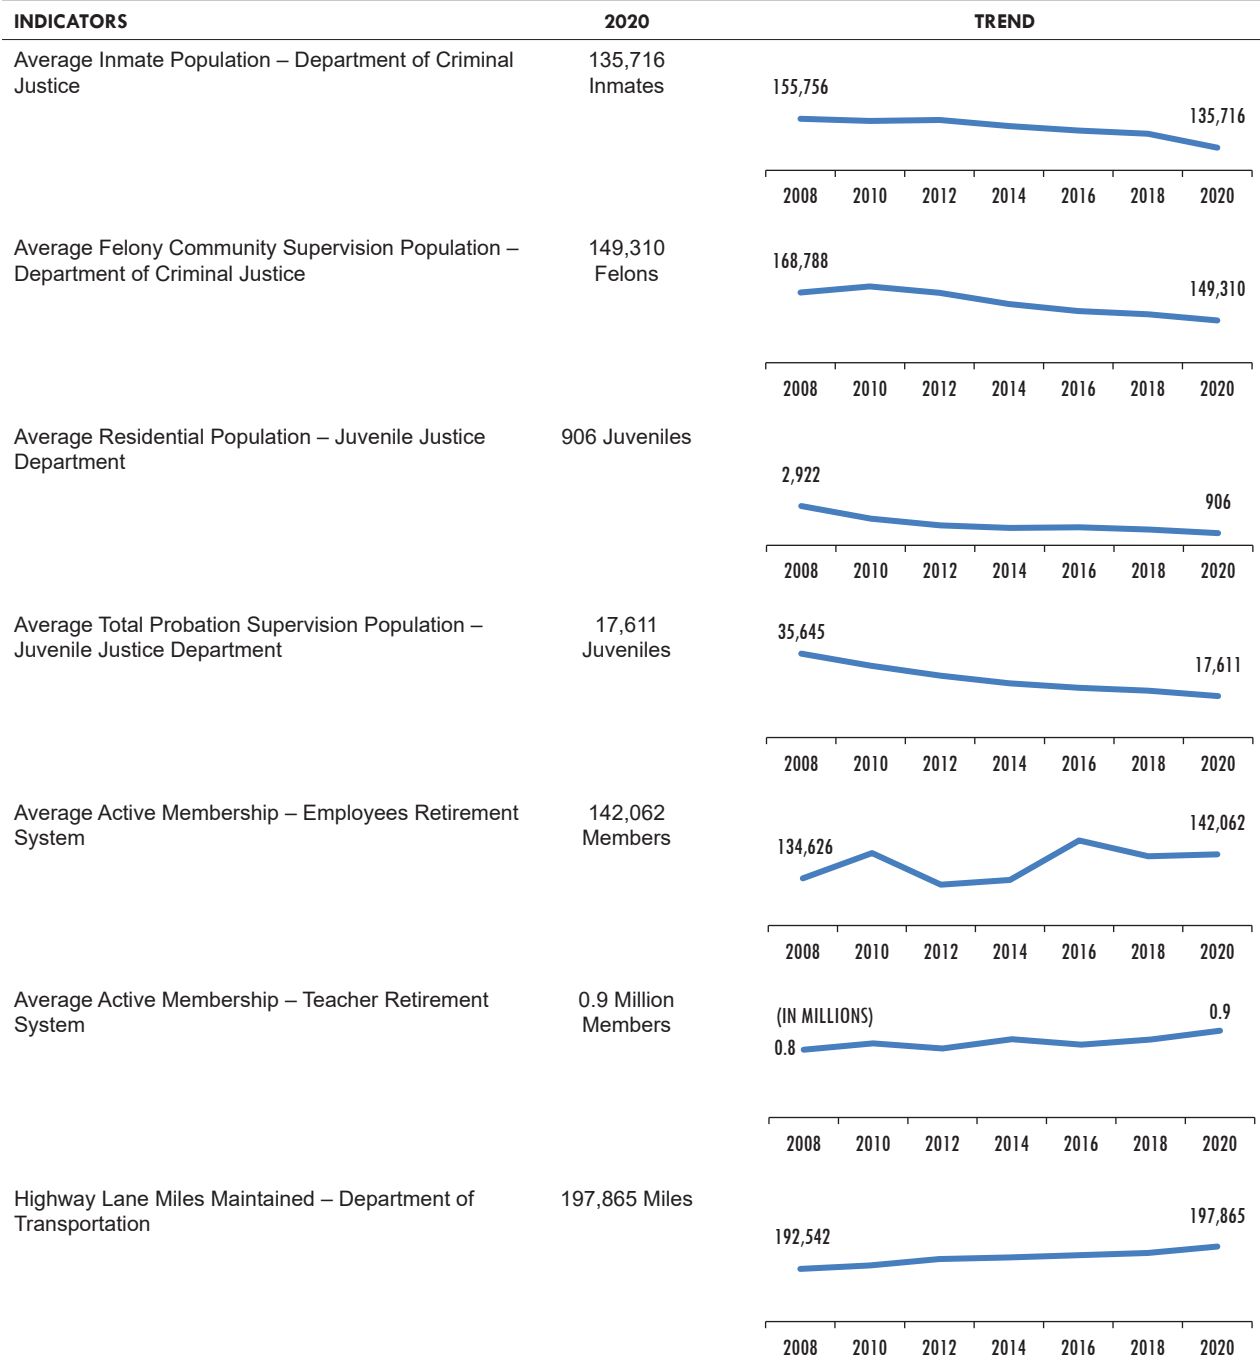 INDICATORS 2020 TREND
Average Inmate Population – Department of Criminal
Justice
135,716
Inmates
155,756
135,716
2008 2010 2012 2014 2016 2018 2020
Average Felony Community Supervision Population –
Department of Criminal Justice
149,310
Felons
168,788
149,310
2008 2010 2012 2014 2016 2018 2020
Average Residential Population – Juvenile Justice
Department
906 Juveniles
2,922
906
2008 2010 2012 2014 2016 2018 2020
Average Total Probation Supervision Population –
Juvenile Justice Department
17,611
Juveniles
35,645
17,611
2008 2010 2012 2014 2016 2018 2020
Average Active Membership – Employees Retirement
System
142,062
Members
134,626
142,062
2008 2010 2012 2014 2016 2018 2020
Average Active Membership – Teacher Retirement
System
0.9 Million
Members
(IN MILLIONS)
0.8
0.9
2008 2010 2012 2014 2016 2018 2020
Highway Lane Miles Maintained – Department of
Transportation
197,865 Miles
192,542
197,865
2008 2010 2012 2014 2016 2018 2020